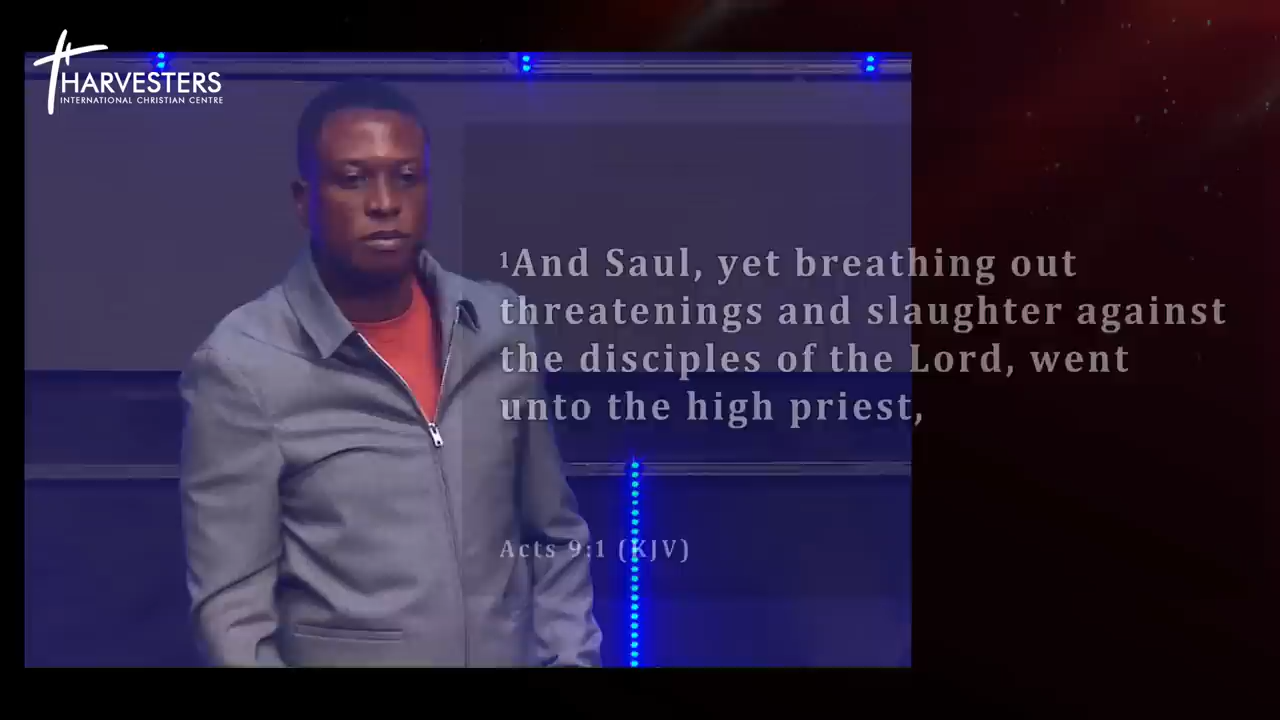 HARVESTERS
INTERNATIONAL CHRISTIAN CENTRE
¹And Saul, yet breathing out
threatenings and slaughter against
the disciples of the Lord, went
unto the high priest,
Acts 9:1 (KJV)